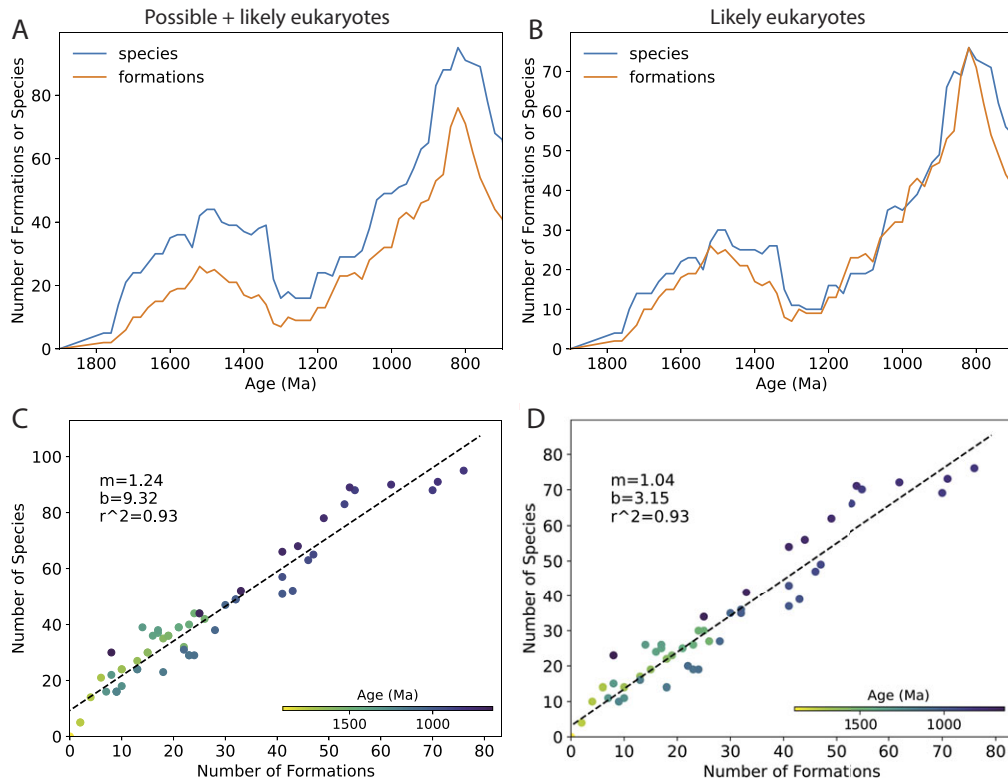 Possible + likely eukaryotes
Likely eukaryotes
A
species
formations
Number of Formations or Species
80
60
40
20
0
1800 1600 1400 1200 1000 800
Age (Ma)
B
species
formations
Number of Formations or Species
70
60
50
40
30
20
10
0
1800 1600 1400 1200 1000 800
Age (Ma)
C
m=1.24
b=9.32
r^2=0.93
Number of Species
100
80
60
40
20
0
Age (Ma)
1500 1000
0 10 20 30 40 50 60 70 80
Number of Formations
D
m=1.04
b=3.15
r^2=0.93
Number of Species
80
70
60
50
40
30
20
10
0
Age (Ma)
1500 1000
0 10 20 30 40 50 60 70 80
Number of Formations